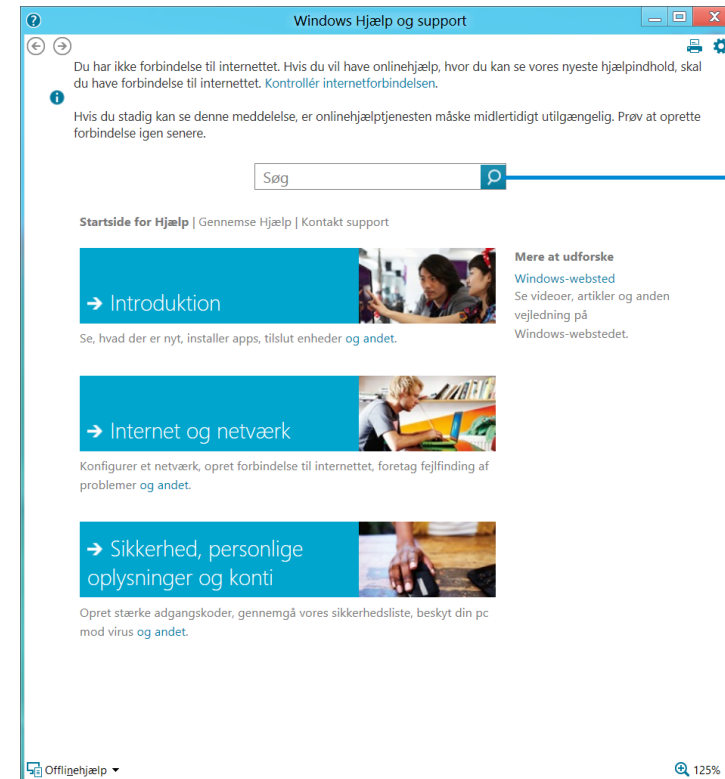 Windows Hjælp og support
Du har ikke forbindelse til internettet. Hvis du vil have onlinehjælp, hvor du kan se vores nyeste hjælpindhold, skal
du have forbindelse til internettet. Kontrollér internetforbindelsen.
Hvis du stadig kan se denne meddelelse, er onlinehjælptjenesten måske midlertidigt utilgængelig. Prøv at oprette
forbindelse igen senere.
Søg
Startside for Hjælp | Gennemse Hjælp | Kontakt support
Introduktion
Se, hvad der er nyt, installer apps, tilslut enheder og andet.
Mere at udforske
Windows-websted
Se videoer, artikler og anden
vejledning på
Windows-webstedet.
Internet og netværk
Konfigurer et netværk, opret forbindelse til internettet, foretag fejlfinding af
problemer og andet.
Sikkerhed, personlige
oplysninger og konti
Opret stærke adgangskoder, gennemgå vores sikkerhedsliste, beskyt din pc
mod virus og andet.
Offlinehjælp
125%